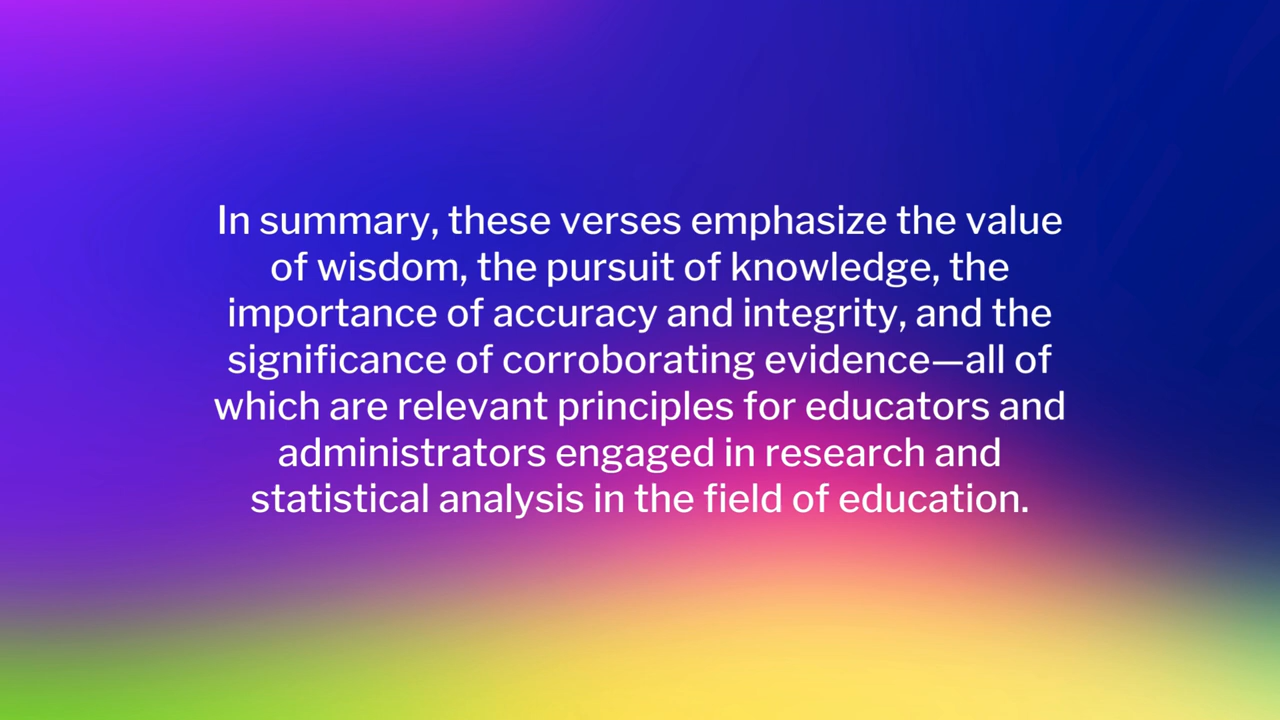 In summary, these verses emphasize the value
of wisdom, the pursuit of knowledge, the
importance of accuracy and integrity, and the
significance of corroborating evidence—all of
which are relevant principles for educators and
administrators engaged in research and
statistical analysis in the field of education.